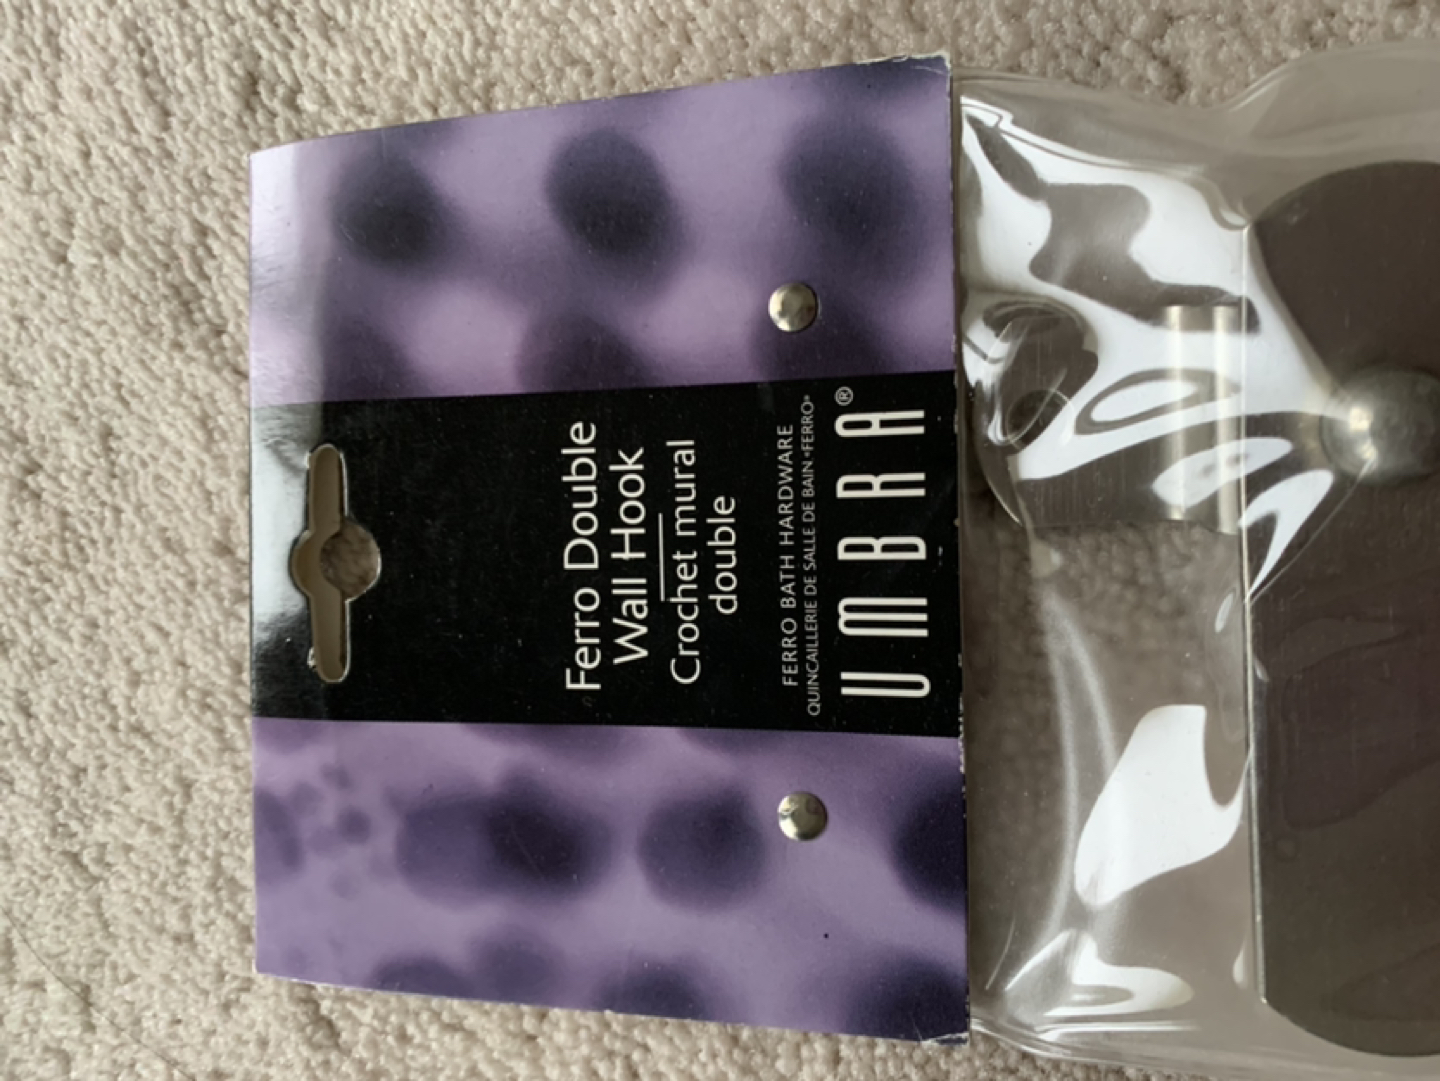 Ferro Double
Wall Hook
Crochet mural
double
FERRO BATH HARDWARE
QUINCAILLERIE DE SALLE DE BAIN «FERRO»
UMBRA®